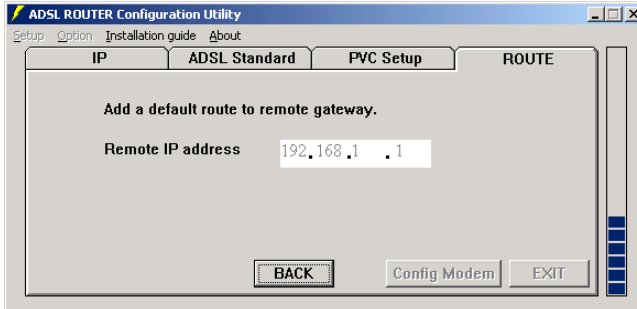 ADSL ROUTER Configuration Utility
Setup Option Installation guide About
IP ADSL Standard PVC Setup ROUTE
Add a default route to remote gateway.
Remote IP address 192.168.1 .1
BACK Config Modem EXIT